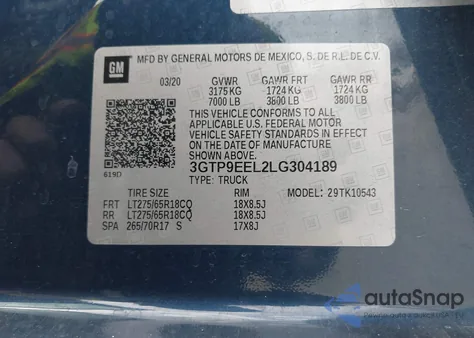 GM
MFD BY GENERAL MOTORS DE MEXICO, S. DE R.L. DE C.V.
03/20 GVWR GAWR FRT GAWR RR
3175 KG 1724 KG 1724 KG
7000 LB 3800 LB 3800 LB
THIS VEHICLE CONFORMS TO ALL APPLICABLE
U.S. FEDERAL MOTOR
VEHICLE SAFETY STANDARDS IN EFFECT
ON THE DATE OF MANUFACTURE
SHOWN ABOVE.
3GTP9EEL2LG304189
619D TYPE: TRUCK
TIRE SIZE RIM MODEL: 29TK10543
FRT LT275/65R18CQ 18X8.5J
RR LT275/65R18CQ 18X8.5J
SPA 265/70R17 S 17X8J
autoSnap